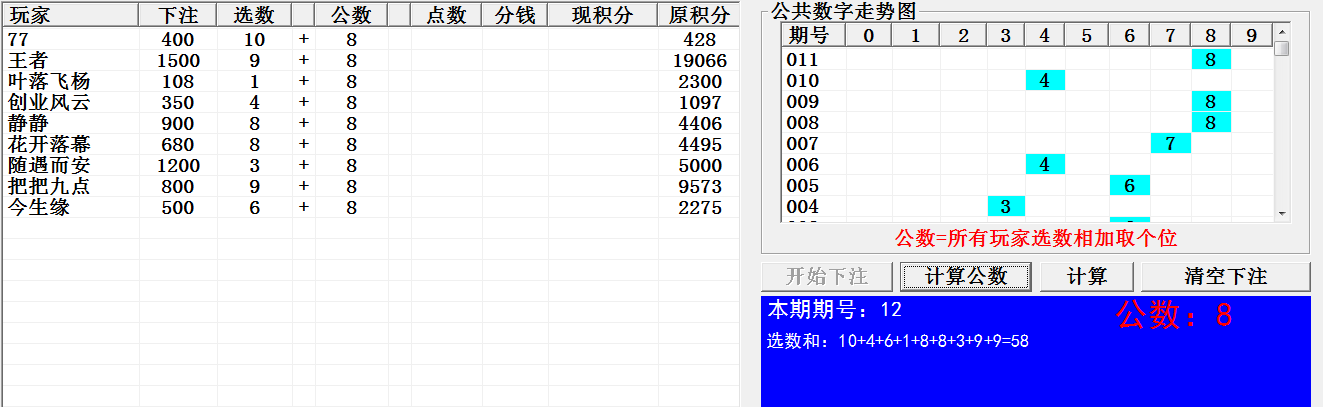 玩家 下注 选数 公数 点数 分钱 现积分 原积分
77 400 10 + 8 428
王者 1500 9 + 8 19066
叶落飞杨 108 1 + 8 2300
创业风云 350 4 + 8 1097
静静 900 8 + 8 4406
花开落幕 680 8 + 8 4495
随遇而安 1200 3 + 8 5000
把把九点 800 9 + 8 9573
今生缘 500 6 + 8 2275
公共数字走势图
期号 0 1 2 3 4 5 6 7 8 9
011 8
010 4
009 8
008 8
007 7
006 4
005 6
004 3
公数=所有玩家选数相加取个位
开始下注 计算公数 计算 清空下注
本期期号：12 公数：8
选数和：10+4+6+1+8+8+3+9+9=58